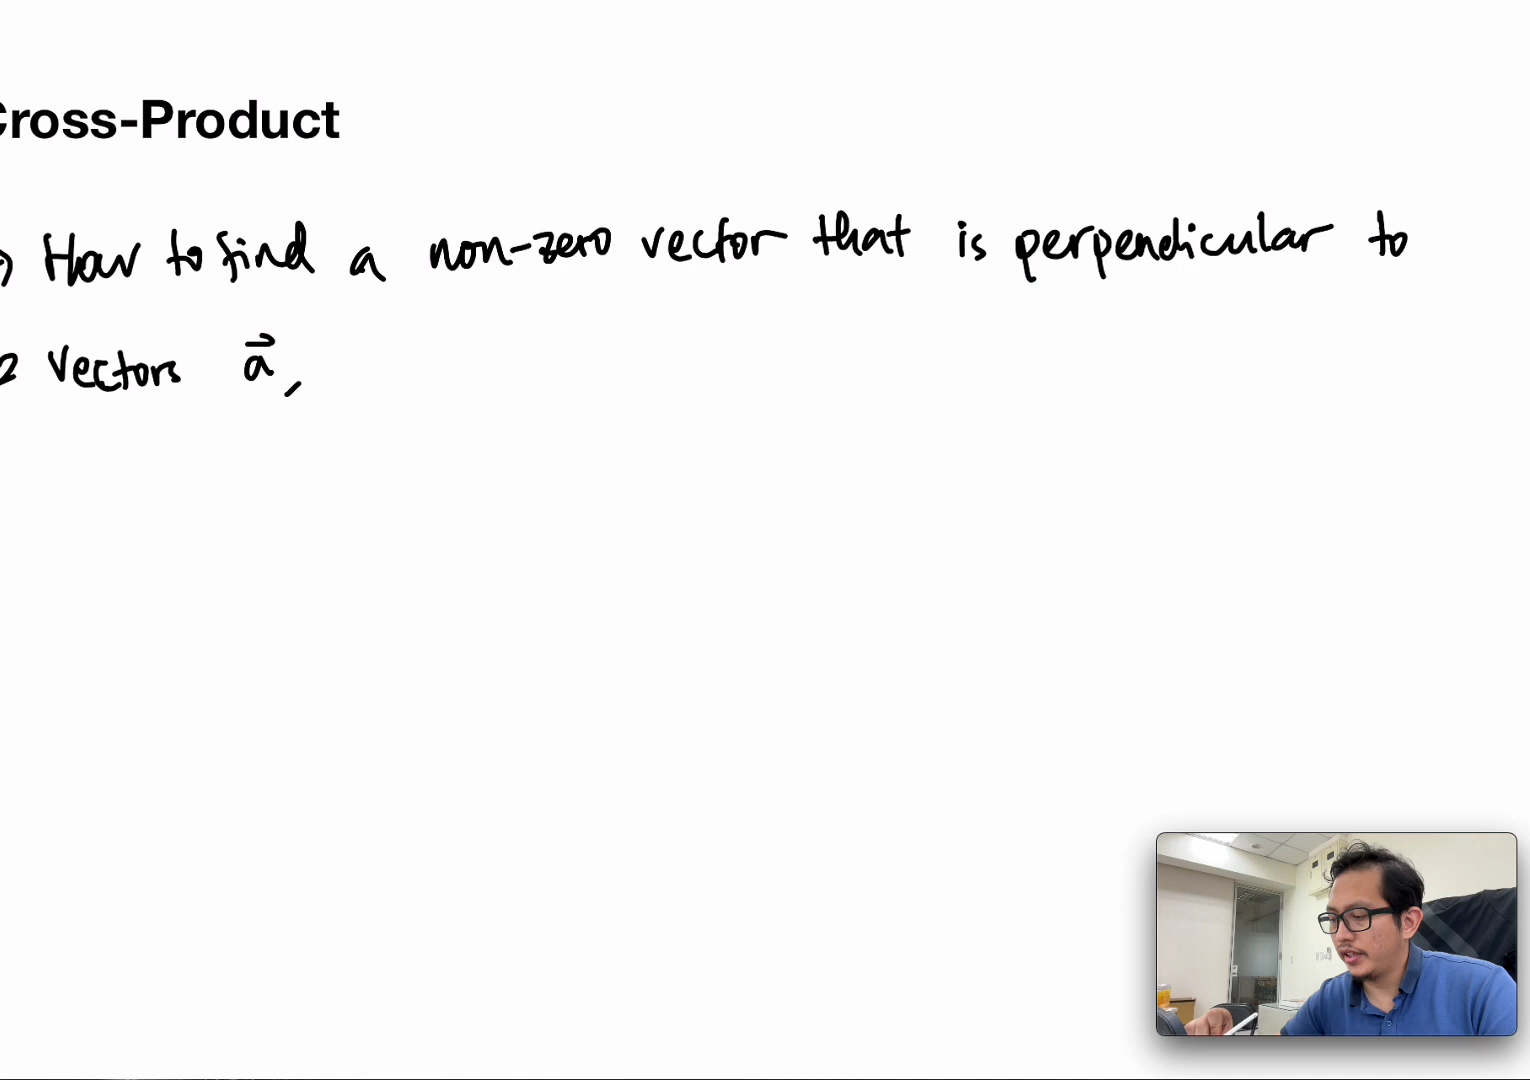 Cross-Product
How to find a non-zero vector that is perpendicular to
2 vectors a⃗,